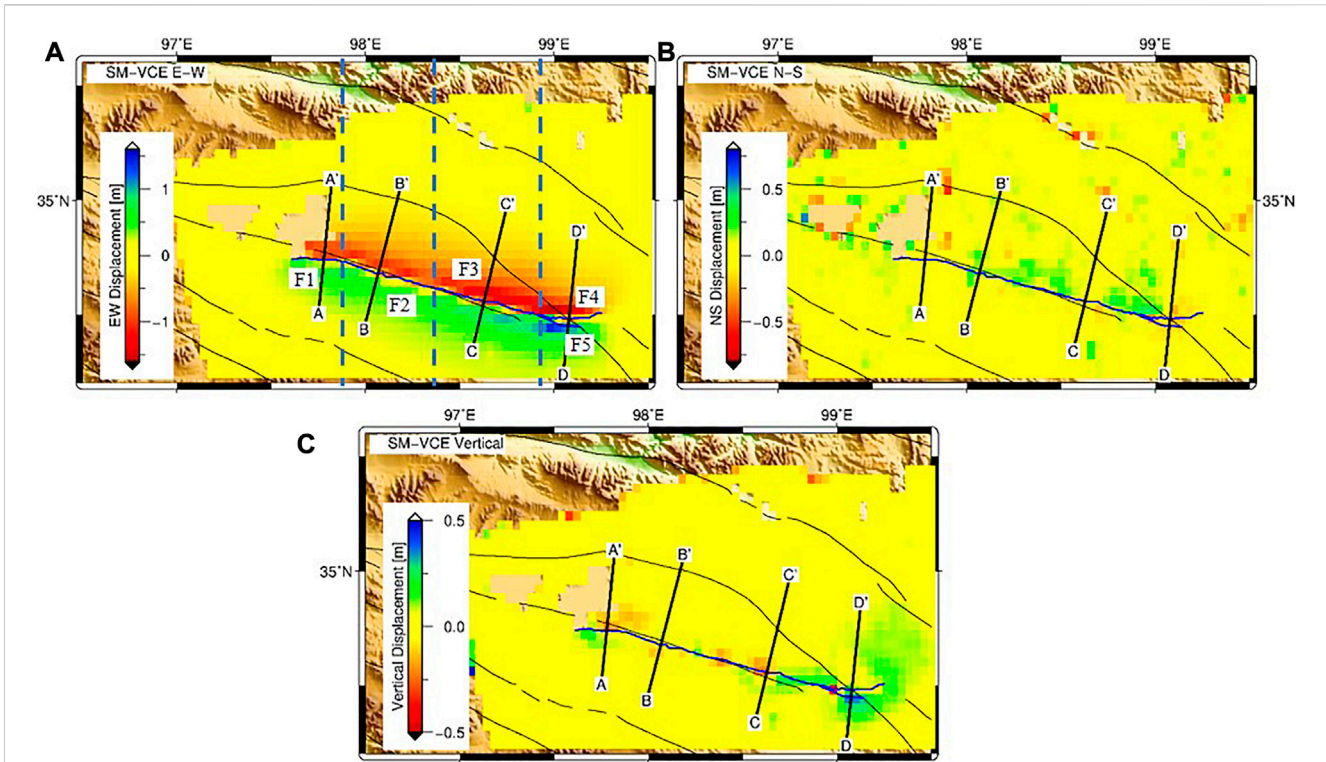 A
97°E 98°E 99°E
SM-VCE E-W
EW Displacement [m]
1
0
-1
35°N
A'
B'
C'
D'
F1
F2
F3
F4
F5
A
B
C
D
B
97°E 98°E 99°E
SM-VCE N-S
NS Displacement [m]
0.5
0.0
-0.5
35°N
A'
B'
C'
D'
A
B
C
D
C
97°E 98°E 99°E
SM-VCE Vertical
Vertical Displacement [m]
0.5
0.0
-0.5
35°N
A'
B'
C'
D'
A
B
C
D